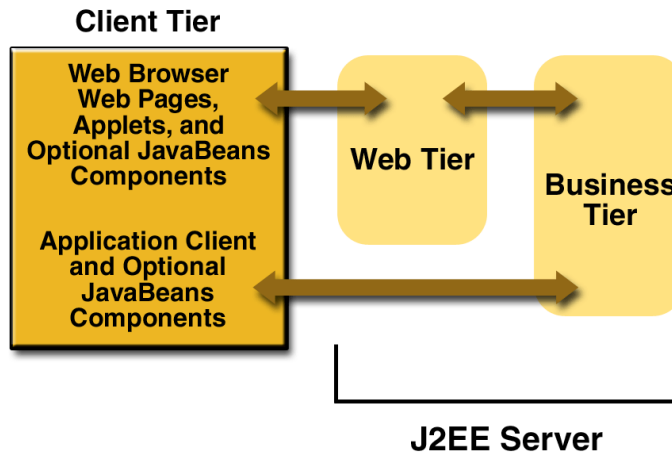 Client Tier
Web Browser
Web Pages,
Applets, and
Optional JavaBeans
Components
Application Client
and Optional
JavaBeans
Components
Web Tier
Business
Tier
J2EE Server